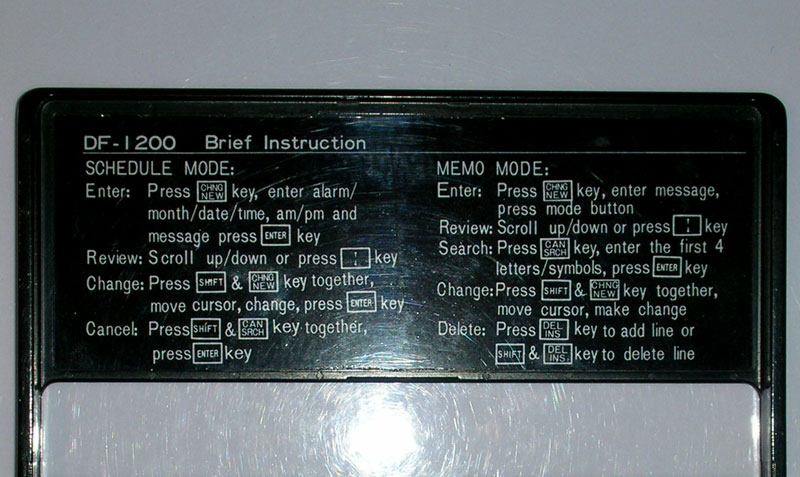 DF-1200 Brief Instruction
SCHEDULE MODE:
Enter: Press CHNG NEW key, enter alarm/
month/date/time, am/pm and
message press ENTER key
Review: Scroll up/down or press ¦ key
Change: Press SHIFT & CHNG NEW key together,
move cursor, change, press ENTER key
Cancel: Press SHIFT & CAN SRCH key together,
press ENTER key
MEMO MODE:
Enter: Press CHNG NEW key, enter message,
press mode button
Review: Scroll up/down or press ¦ key
Search: Press CAN SRCH key, enter the first 4
letters/symbols, press ENTER key
Change: Press SHIFT & CHNG NEW key together,
move cursor, make change
Delete: Press DEL INS. key to add line or
SHIFT & DEL INS. key to delete line